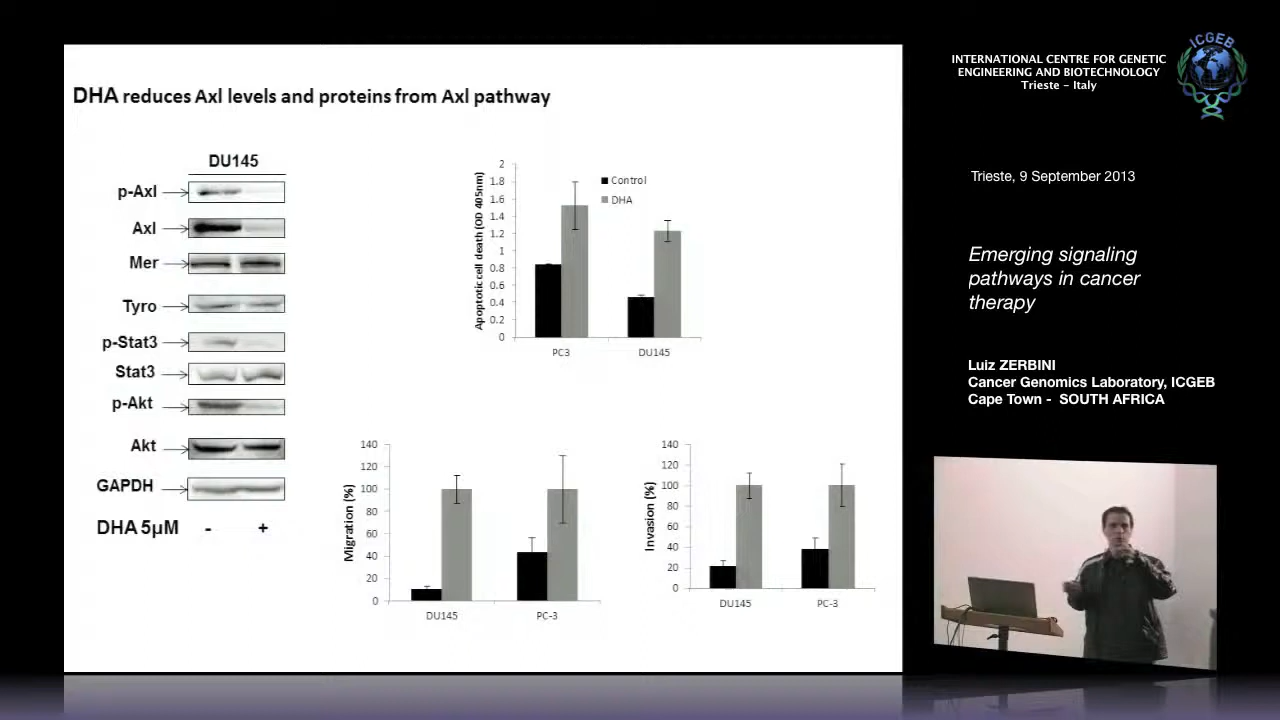 DHA reduces Axl levels and proteins from Axl pathway
DU145
p-Axl
Axl
Mer
Tyro
p-Stat3
Stat3
p-Akt
Akt
GAPDH
DHA 5µM - +
Apoptotic cell death (OD 405nm)
2
1.8
1.6
1.4
1.2
1
0.8
0.6
0.4
0.2
0
Control
DHA
PC3 DU145
Migration (%)
140
120
100
80
60
40
20
0
DU145 PC-3
Invasion (%)
140
120
100
80
60
40
20
0
DU145 PC-3
INTERNATIONAL CENTRE FOR GENETIC
ENGINEERING AND BIOTECHNOLOGY
Trieste - Italy
ICGEB
Trieste, 9 September 2013
Emerging signaling
pathways in cancer
therapy
Luiz ZERBINI
Cancer Genomics Laboratory, ICGEB
Cape Town - SOUTH AFRICA